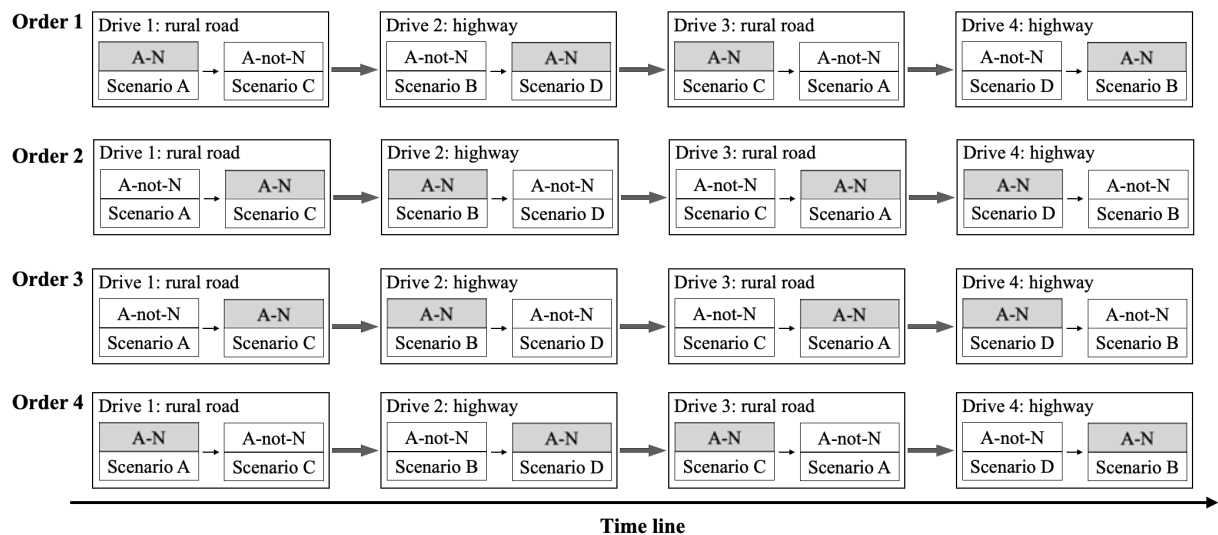 Order 1
Drive 1: rural road
A-N
A-not-N
Scenario A
Scenario C
Drive 2: highway
A-not-N
A-N
Scenario B
Scenario D
Drive 3: rural road
A-N
A-not-N
Scenario C
Scenario A
Drive 4: highway
A-not-N
A-N
Scenario D
Scenario B
Order 2
Drive 1: rural road
A-not-N
A-N
Scenario A
Scenario C
Drive 2: highway
A-N
A-not-N
Scenario B
Scenario D
Drive 3: rural road
A-not-N
A-N
Scenario C
Scenario A
Drive 4: highway
A-N
A-not-N
Scenario D
Scenario B
Order 3
Drive 1: rural road
A-not-N
A-N
Scenario A
Scenario C
Drive 2: highway
A-N
A-not-N
Scenario B
Scenario D
Drive 3: rural road
A-not-N
A-N
Scenario C
Scenario A
Drive 4: highway
A-N
A-not-N
Scenario D
Scenario B
Order 4
Drive 1: rural road
A-N
A-not-N
Scenario A
Scenario C
Drive 2: highway
A-not-N
A-N
Scenario B
Scenario D
Drive 3: rural road
A-N
A-not-N
Scenario C
Scenario A
Drive 4: highway
A-not-N
A-N
Scenario D
Scenario B
Time line